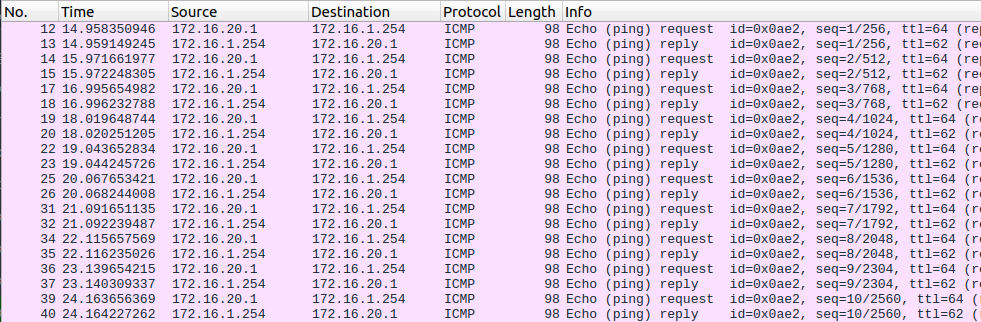 No. Time Source Destination Protocol Length Info
12 14.958350946 172.16.20.1 172.16.1.254 ICMP 98 Echo (ping) request id=0x0ae2, seq=1/256, ttl=64 (rep
13 14.959149245 172.16.1.254 172.16.20.1 ICMP 98 Echo (ping) reply id=0x0ae2, seq=1/256, ttl=62 (req
14 15.971661977 172.16.20.1 172.16.1.254 ICMP 98 Echo (ping) request id=0x0ae2, seq=2/512, ttl=64 (rep
15 15.972248305 172.16.1.254 172.16.20.1 ICMP 98 Echo (ping) reply id=0x0ae2, seq=2/512, ttl=62 (req
17 16.995654982 172.16.20.1 172.16.1.254 ICMP 98 Echo (ping) request id=0x0ae2, seq=3/768, ttl=64 (rep
18 16.996232788 172.16.1.254 172.16.20.1 ICMP 98 Echo (ping) reply id=0x0ae2, seq=3/768, ttl=62 (req
19 18.019648744 172.16.20.1 172.16.1.254 ICMP 98 Echo (ping) request id=0x0ae2, seq=4/1024, ttl=64 (re
20 18.020251205 172.16.1.254 172.16.20.1 ICMP 98 Echo (ping) reply id=0x0ae2, seq=4/1024, ttl=62 (re
22 19.043652834 172.16.20.1 172.16.1.254 ICMP 98 Echo (ping) request id=0x0ae2, seq=5/1280, ttl=64 (re
23 19.044245726 172.16.1.254 172.16.20.1 ICMP 98 Echo (ping) reply id=0x0ae2, seq=5/1280, ttl=62 (re
25 20.067653421 172.16.20.1 172.16.1.254 ICMP 98 Echo (ping) request id=0x0ae2, seq=6/1536, ttl=64 (re
26 20.068244008 172.16.1.254 172.16.20.1 ICMP 98 Echo (ping) reply id=0x0ae2, seq=6/1536, ttl=62 (re
31 21.091651135 172.16.20.1 172.16.1.254 ICMP 98 Echo (ping) request id=0x0ae2, seq=7/1792, ttl=64 (re
32 21.092239487 172.16.1.254 172.16.20.1 ICMP 98 Echo (ping) reply id=0x0ae2, seq=7/1792, ttl=62 (re
34 22.115657569 172.16.20.1 172.16.1.254 ICMP 98 Echo (ping) request id=0x0ae2, seq=8/2048, ttl=64 (re
35 22.116235026 172.16.1.254 172.16.20.1 ICMP 98 Echo (ping) reply id=0x0ae2, seq=8/2048, ttl=62 (re
36 23.139654215 172.16.20.1 172.16.1.254 ICMP 98 Echo (ping) request id=0x0ae2, seq=9/2304, ttl=64 (re
37 23.140309337 172.16.1.254 172.16.20.1 ICMP 98 Echo (ping) reply id=0x0ae2, seq=9/2304, ttl=62 (re
39 24.163656369 172.16.20.1 172.16.1.254 ICMP 98 Echo (ping) request id=0x0ae2, seq=10/2560, ttl=64 (r
40 24.164227262 172.16.1.254 172.16.20.1 ICMP 98 Echo (ping) reply id=0x0ae2, seq=10/2560, ttl=62 (r